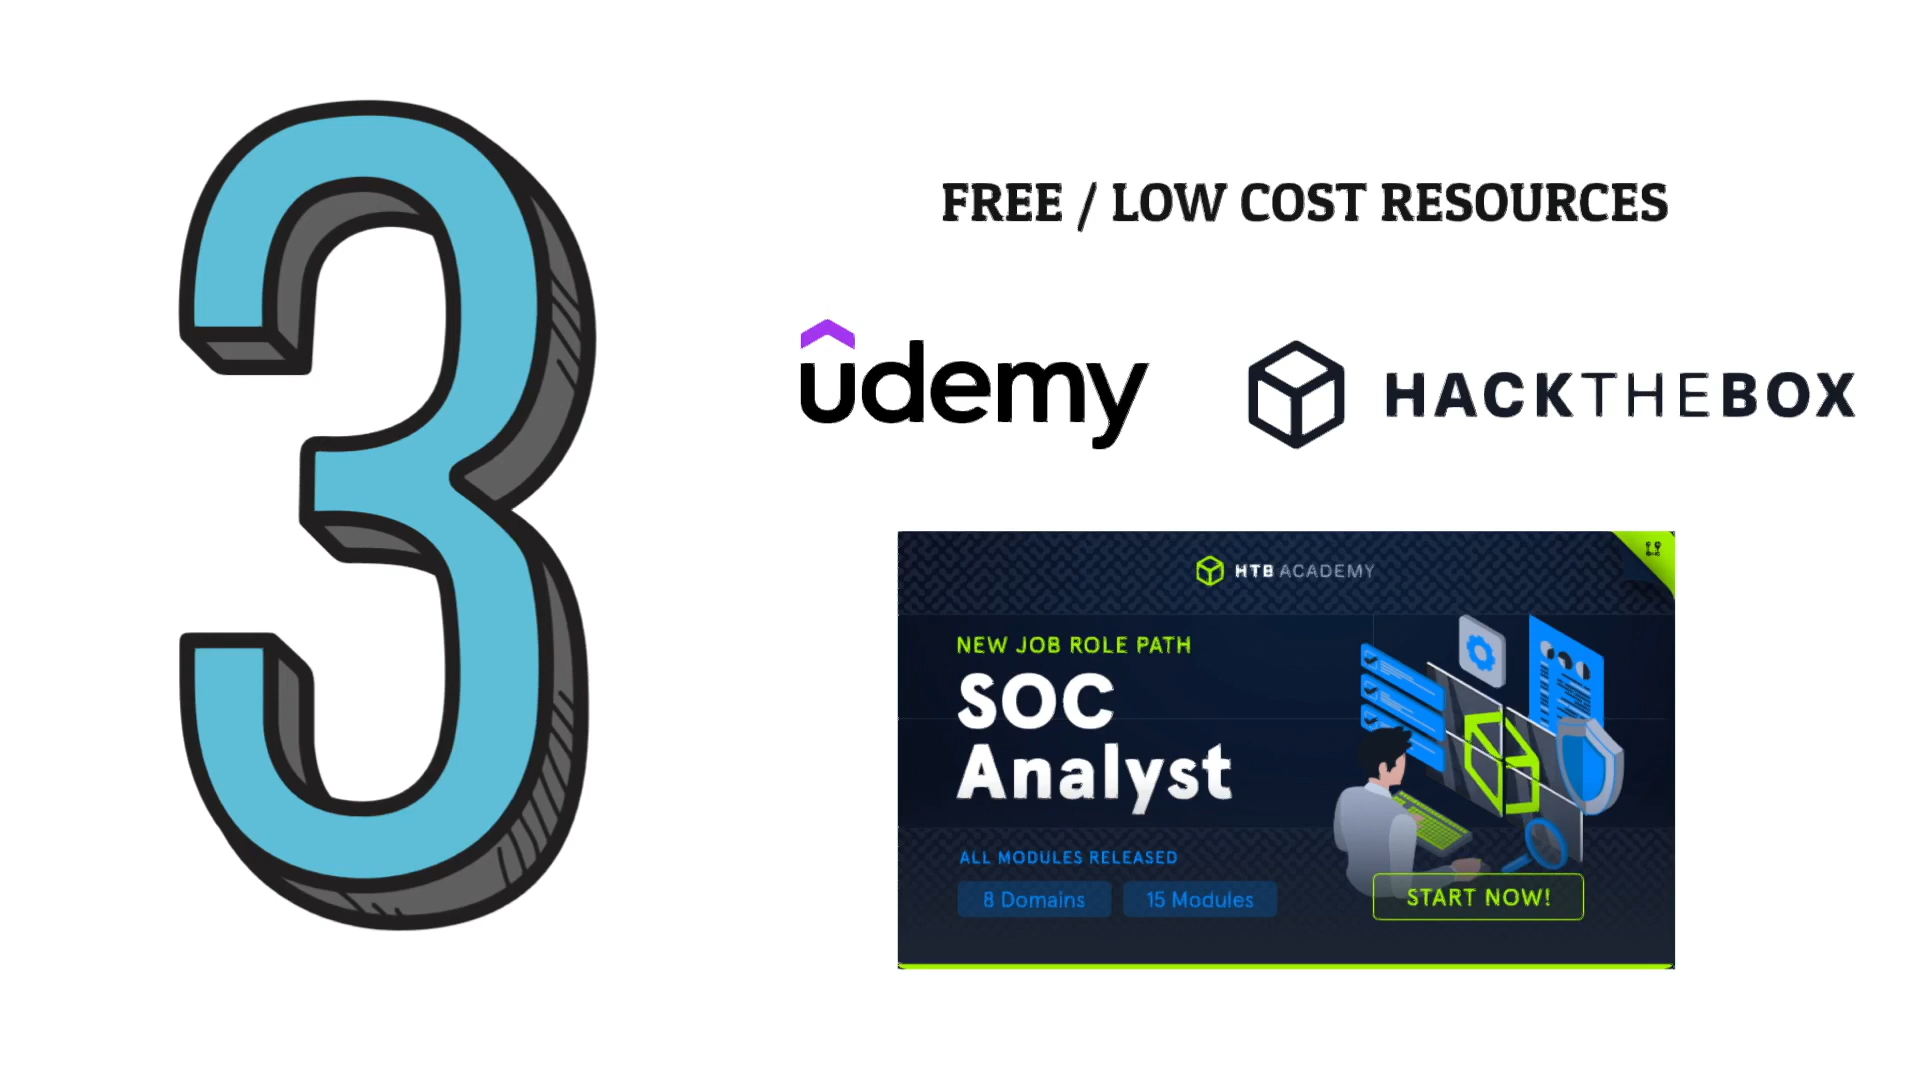 3
FREE / LOW COST RESOURCES
udemy
HACKTHEBOX
HTB ACADEMY
NEW JOB ROLE PATH
SOC
Analyst
ALL MODULES RELEASED
8 Domains
15 Modules
START NOW!